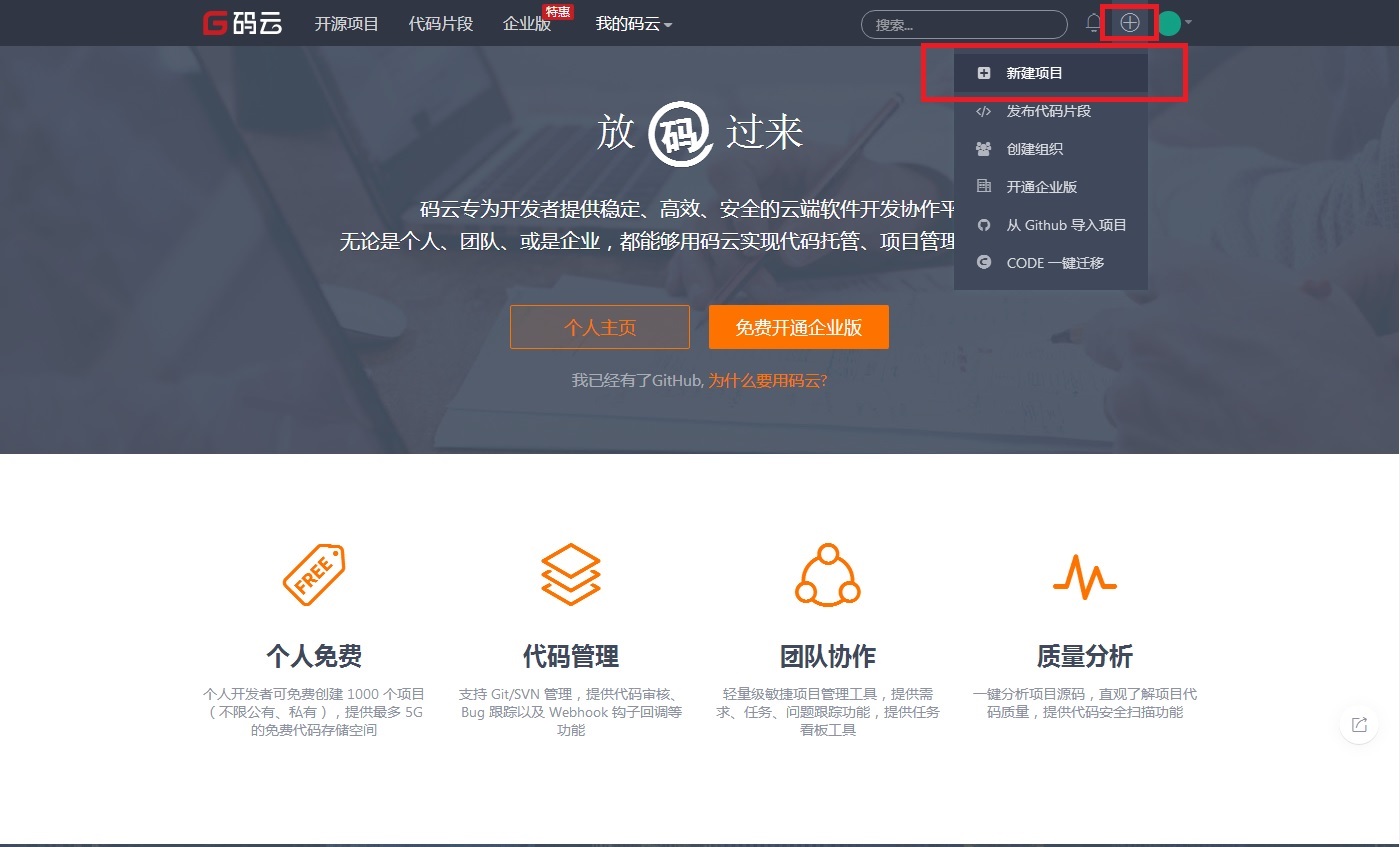 码云
开源项目
代码片段
企业版
特惠
我的码云
搜索...
新建项目
发布代码片段
创建组织
开通企业版
从 Github 导入项目
CODE 一键迁移
放 码 过来
码云专为开发者提供稳定、高效、安全的云端软件开发协作平
无论是个人、团队、或是企业，都能够用码云实现代码托管、项目管理
个人主页
免费开通企业版
我已经有了GitHub, 为什么要用码云?
FREE
个人免费
个人开发者可免费创建 1000 个项目
（不限公有、私有），提供最多 5G
的免费代码存储空间
代码管理
支持 Git/SVN 管理，提供代码审核、
Bug 跟踪以及 Webhook 钩子回调等
功能
团队协作
轻量级敏捷项目管理工具，提供需
求、任务、问题跟踪功能，提供任务
看板工具
质量分析
一键分析项目源码，直观了解项目代
码质量，提供代码安全扫描功能